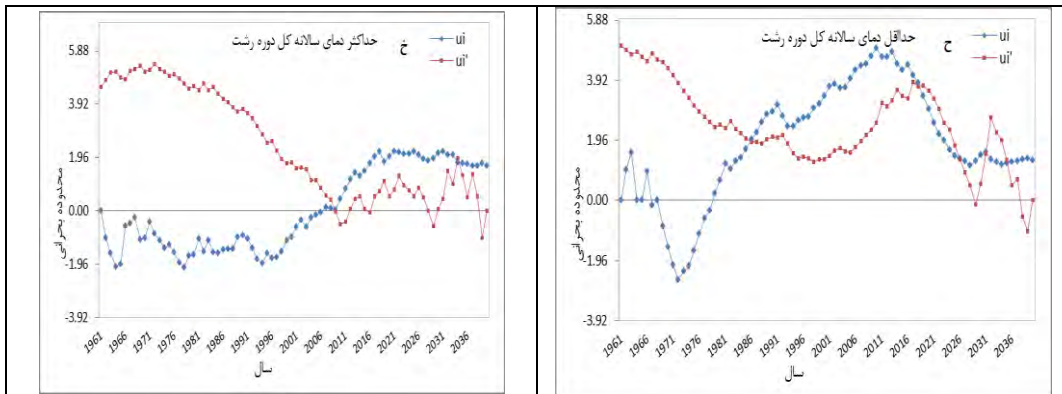 ح
حداقل دمای سالانه کل دوره رشت
ui
ui'
5.88
3.92
1.96
0.00
-1.96
-3.92
محدوده بحرانی
1961 1966 1971 1976 1981 1986 1991 1996 2001 2006 2011 2016 2021 2026 2031 2036
سال
خ
حداکثر دمای سالانه کل دوره رشت
ui
ui'
5.88
3.92
1.96
0.00
-1.96
-3.92
محدوده بحرانی
1961 1966 1971 1976 1981 1986 1991 1996 2001 2006 2011 2016 2021 2026 2031 2036
سال